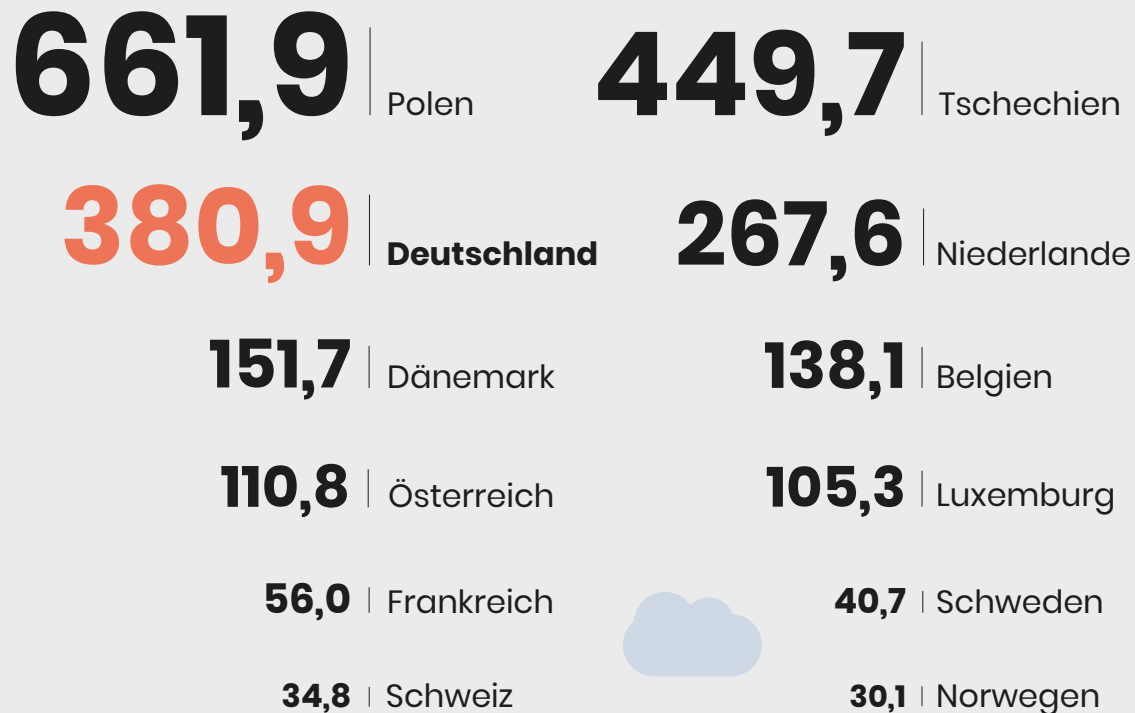 661,9 Polen 449,7 Tschechien
380,9 Deutschland 267,6 Niederlande
151,7 Dänemark 138,1 Belgien
110,8 Österreich 105,3 Luxemburg
56,0 Frankreich 40,7 Schweden
34,8 Schweiz 30,1 Norwegen